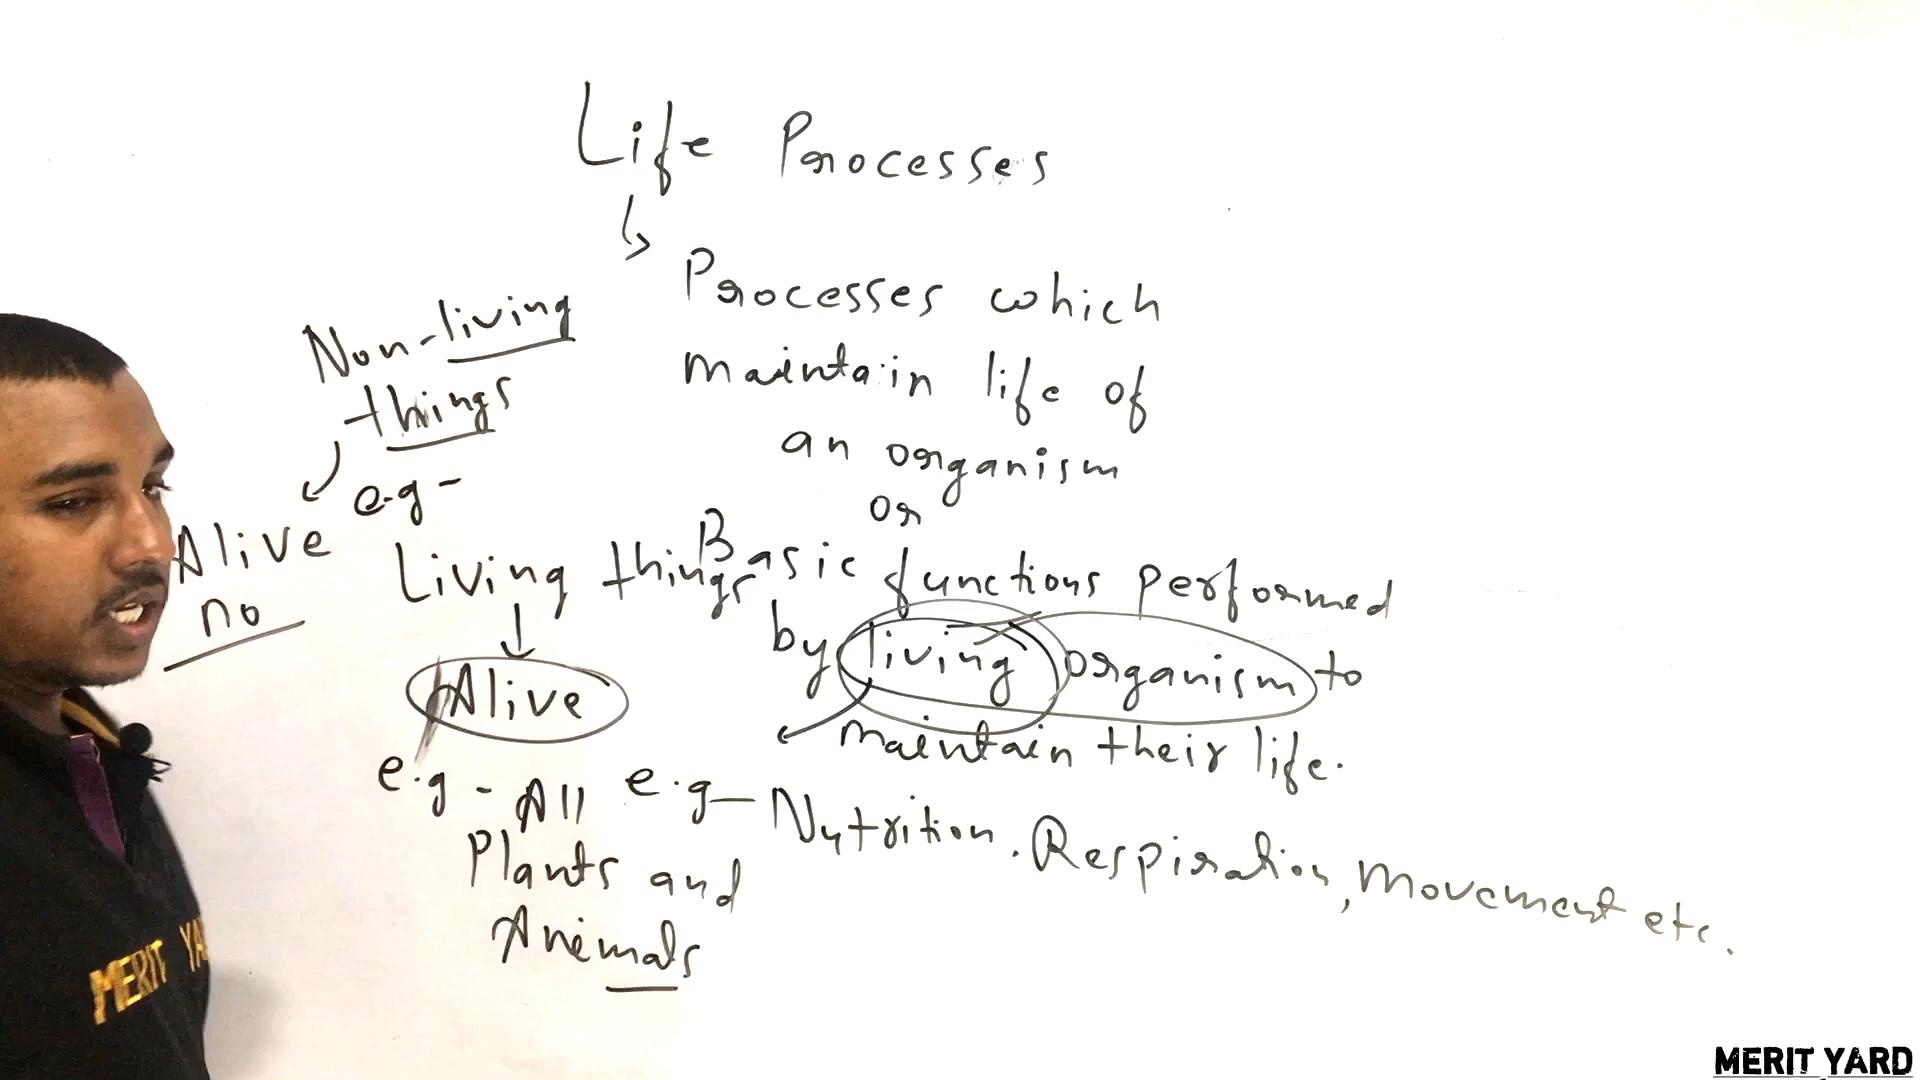 Life Processes
Processes which
maintain life of
an organism
or
Basic functions performed
by living organism to
maintain their life.
e.g- Nutrition. Respiration, Movement etc.
Non-living
things
e.g-
Alive
no
Living things
Alive
e.g- All
Plants and
Animals
MERIT YA
MERIT YARD